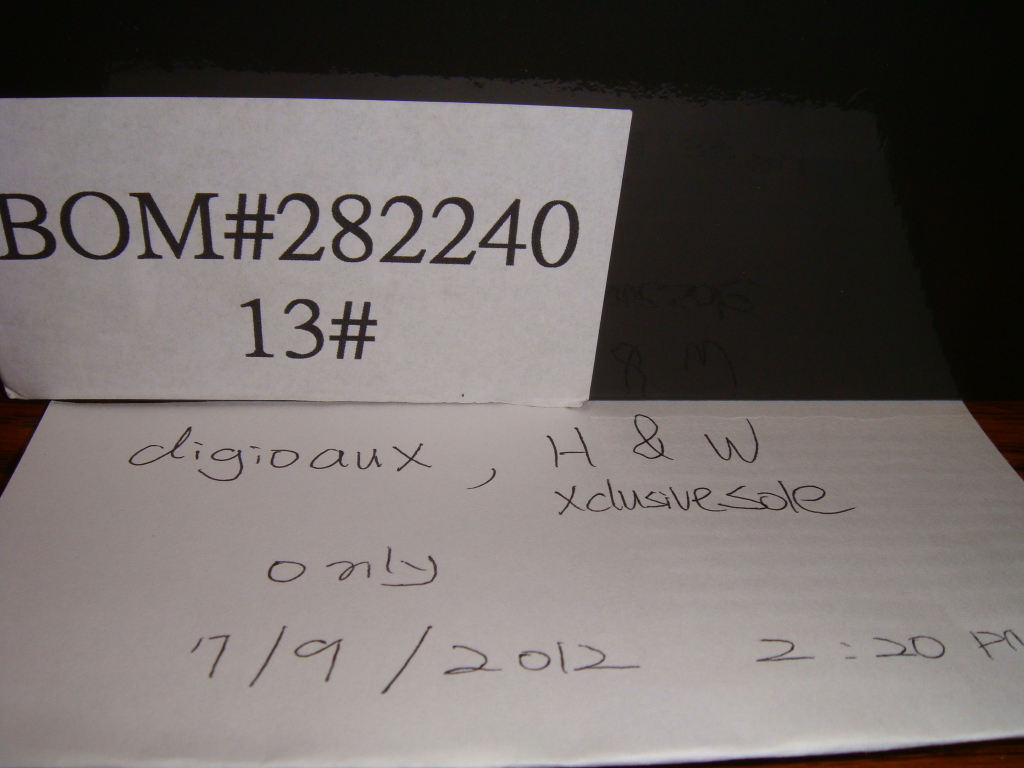 BOM#282240
13#
digioaux, H & W
xclusivesole
only
7/9/2012 2:20 PM